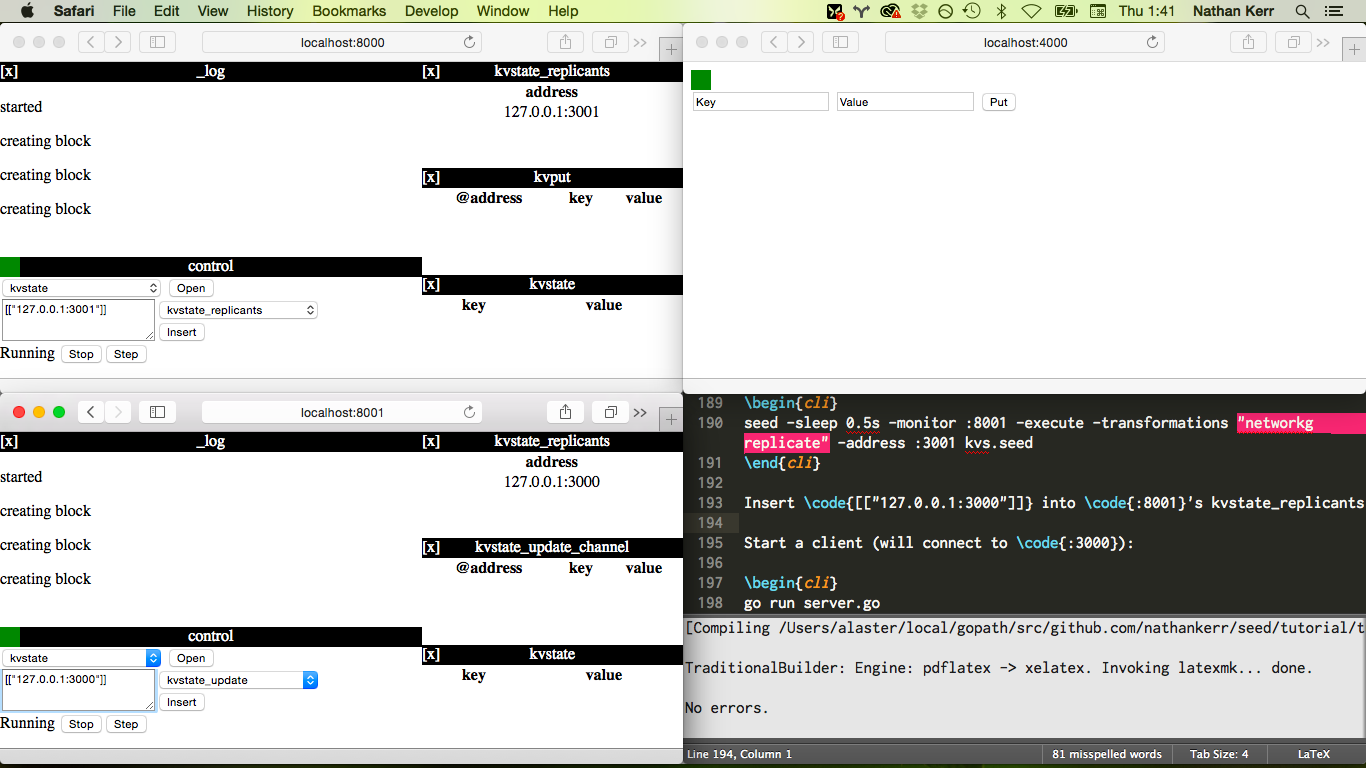 Safari File Edit View History Bookmarks Develop Window Help Thu 1:41 Nathan Kerr
localhost:8000
[x] _log
started
creating block
creating block
creating block
control
kvstate Open
[["127.0.0.1:3001"]] kvstate_replicants
Insert
Running Stop Step
[x] kvstate_replicants
address
127.0.0.1:3001
[x] kvput
@address key value
[x] kvstate
key value
localhost:4000
Key Value Put
localhost:8001
[x] _log
started
creating block
creating block
creating block
control
kvstate Open
[["127.0.0.1:3000"]] kvstate_update
Insert
Running Stop Step
[x] kvstate_replicants
address
127.0.0.1:3000
[x] kvstate_update_channel
@address key value
[x] kvstate
key value
189 \begin{cli}
190 seed -sleep 0.5s -monitor :8001 -execute -transformations "networkg
replicate" -address :3001 kvs.seed
191 \end{cli}
192
193 Insert \code{[["127.0.0.1:3000"]]} into \code{:8001}'s kvstate_replicants
194
195 Start a client (will connect to \code{:3000}):
196
197 \begin{cli}
198 go run server.go
[Compiling /Users/alaster/local/gopath/src/github.com/nathankerr/seed/tutorial/t
TraditionalBuilder: Engine: pdflatex -> xelatex. Invoking latexmk... done.
No errors.
Line 194, Column 1 81 misspelled words Tab Size: 4 LaTeX